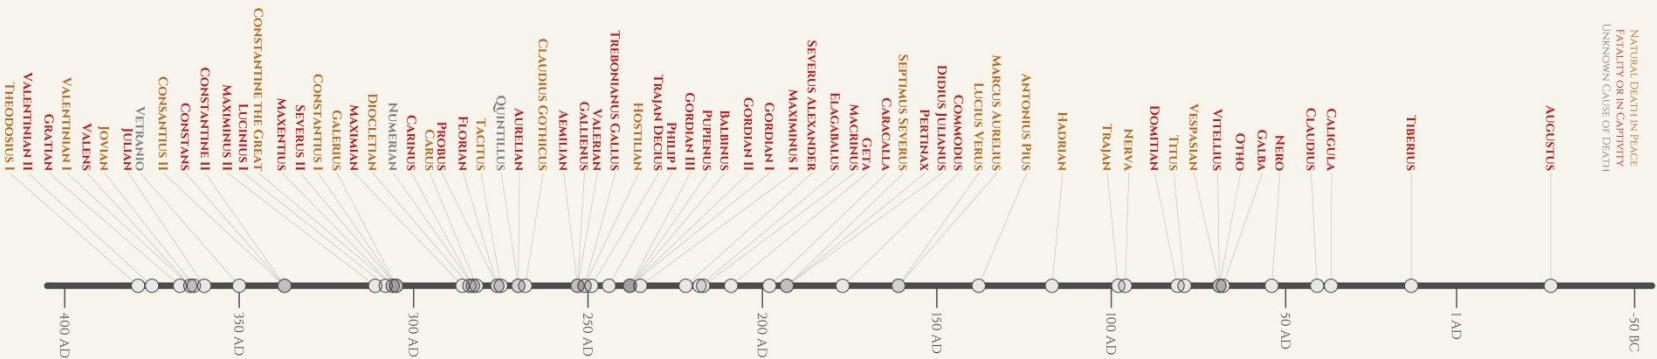 NATURAL DEATH IN PEACE
FATALITY OR IN CAPTIVITY
UNKNOWN CAUSE OF DEATH
AUGUSTUS
TIBERIUS
CALIGULA
CLAUDIUS
NERO
GALBA
OTHO
VITELLIUS
VESPASIAN
TITUS
DOMITIAN
NERVA
TRAJAN
HADRIAN
ANTONIUS PIUS
MARCUS AURELIUS
LUCIUS VERUS
COMMODUS
DIDIUS JULIANUS
PERTINAX
SEPTIMUS SEVERUS
CARACALLA
GETA
MACRINUS
ELAGABALUS
SEVERUS ALEXANDER
MAXIMINUS I
GORDIAN I
GORDIAN II
BALBINUS
PUPIENUS
GORDIAN III
PHILIP I
TRAJAN DECIUS
HOSTILIAN
TREBONIANUS GALLUS
VALERIAN
GALLIENUS
AEMILIAN
CLAUDIUS GOTHICUS
AURELIAN
QUINTILLUS
TACITUS
FLORIAN
PROBUS
CARUS
CARINUS
NUMERIAN
DIOCLETIAN
MAXIMIAN
GALERIUS
CONSTANTIUS I
SEVERUS II
MAXENTIUS
CONSTANTINE THE GREAT
LUCINIUS I
MAXIMINUS II
CONSTANTINE II
CONSTANS
CONSANTIUS II
VETRANIO
JULIAN
JOVIAN
VALENS
VALENTINIAN I
GRATIAN
VALENTININIAN II
THEODOSIUS I
-50 BC
1 AD
50 AD
100 AD
150 AD
200 AD
250 AD
300 AD
350 AD
400 AD